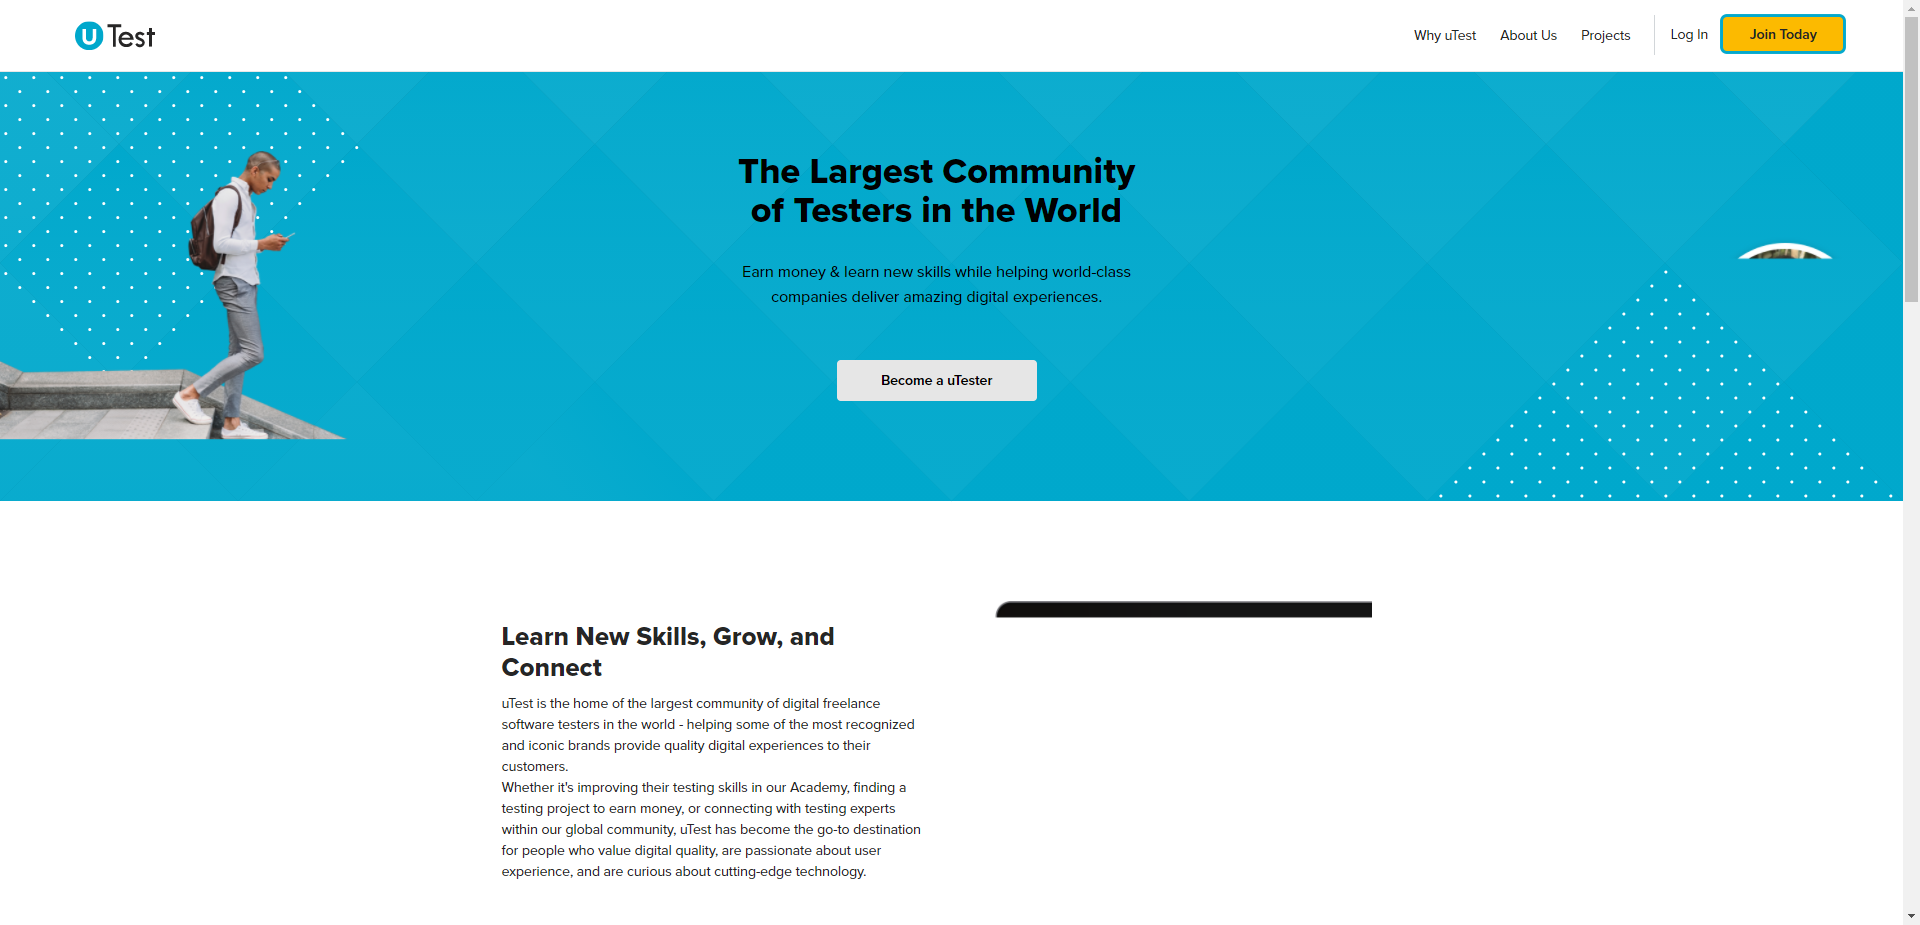 uTest
Why uTest
About Us
Projects
Log In
Join Today
The Largest Community
of Testers in the World
Earn money & learn new skills while helping world-class
companies deliver amazing digital experiences.
Become a uTester
Learn New Skills, Grow, and
Connect
uTest is the home of the largest community of digital freelance
software testers in the world - helping some of the most recognized
and iconic brands provide quality digital experiences to their
customers.
Whether it's improving their testing skills in our Academy, finding a
testing project to earn money, or connecting with testing experts
within our global community, uTest has become the go-to destination
for people who value digital quality, are passionate about user
experience, and are curious about cutting-edge technology.